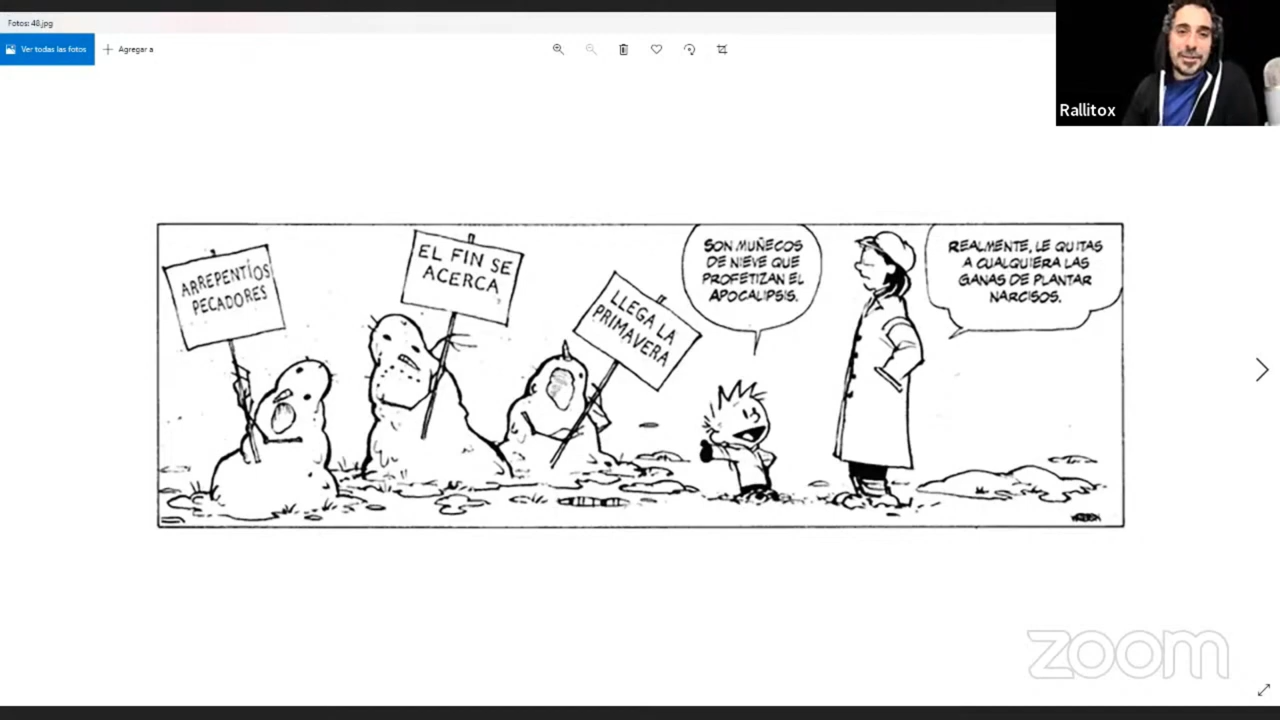 Fotos: 48.jpg
Ver todas las fotos
Agregar a
Rallitox
ARREPENTÍOS
PECADORES
EL FIN SE
ACERCA
LLEGA LA
PRIMAVERA
SON MUÑECOS
DE NIEVE QUE
PROFETIZAN EL
APOCALIPSIS.
REALMENTE, LE QUITAS
A CUALQUIERA LAS
GANAS DE PLANTAR
NARCISOS.
zoom